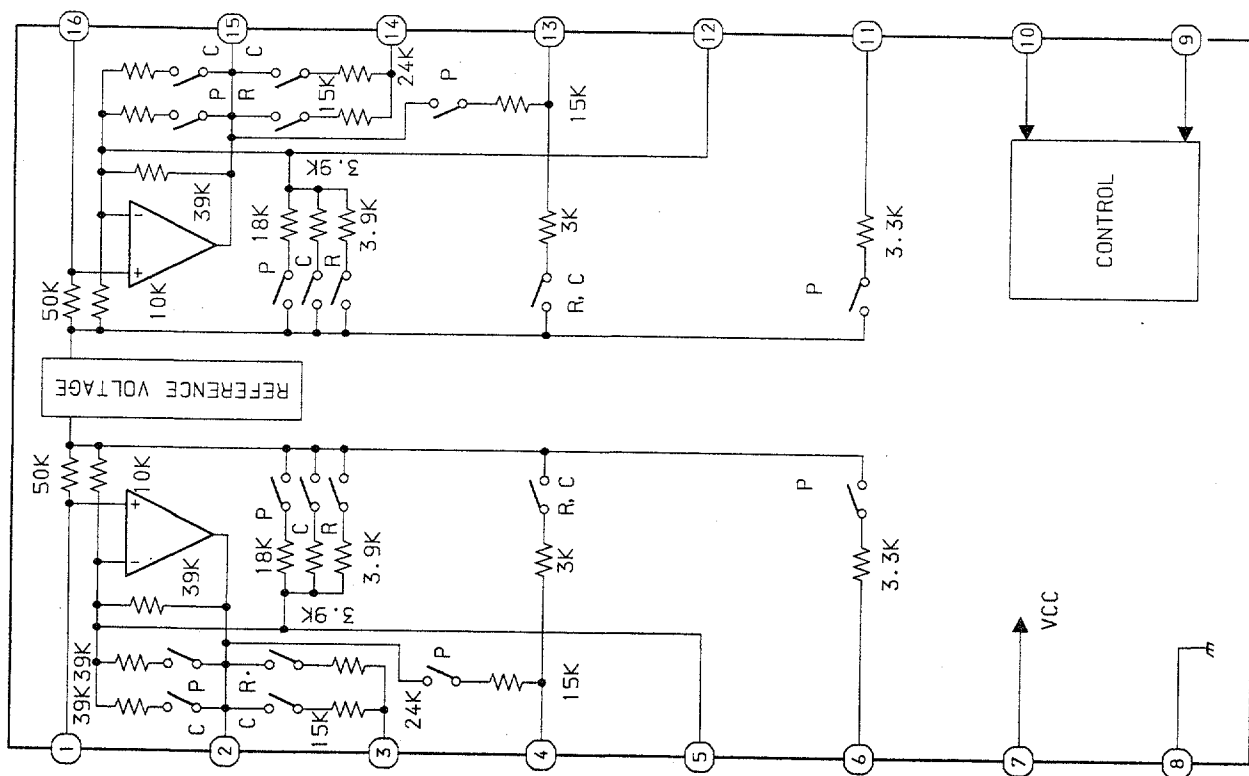 16
15
14
13
12
11
10
9
C
C
P
R
15K
24K
P
15K
39K
3.9K
50K
10K
18K
P
C
R
3.9K
3K
R, C
P
3.3K
CONTROL
REFERENCE VOLTAGE
50K
10K
P
C
R
18K
3.9K
3.9K
R, C
3K
P
3.3K
VCC
39K
39K
39K
C
P
C
R.
15K
24K
P
15K
1
2
3
4
5
6
7
8